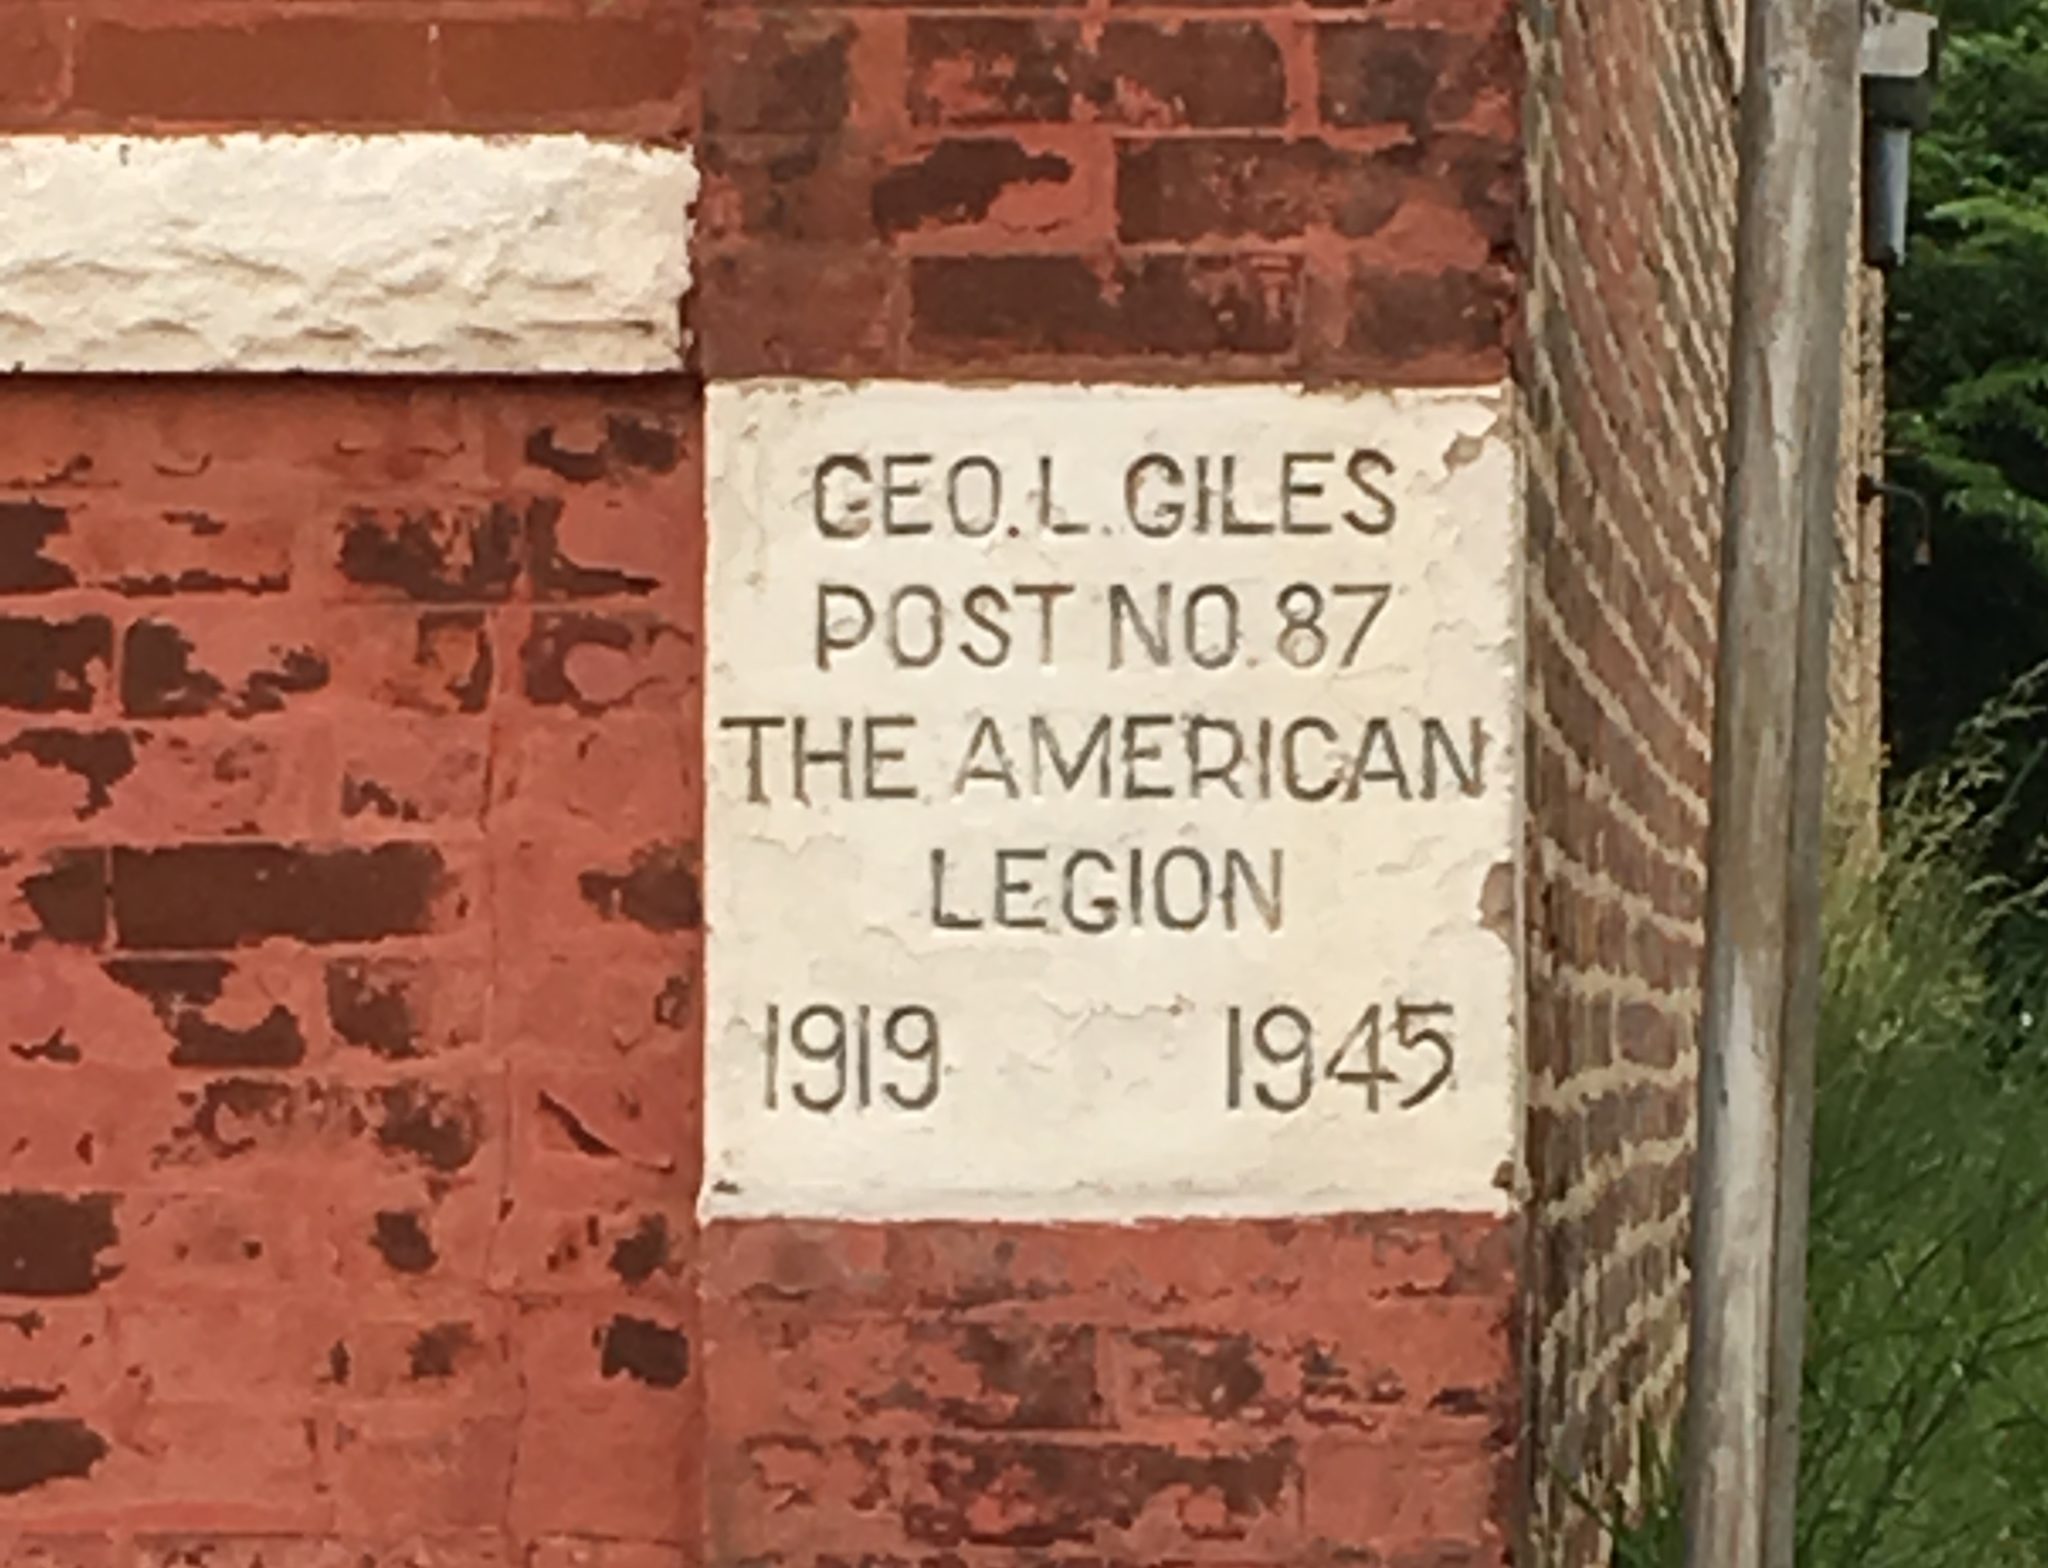 GEO. L. GILES
POST NO. 87
THE AMERICAN
LEGION
1919 1945